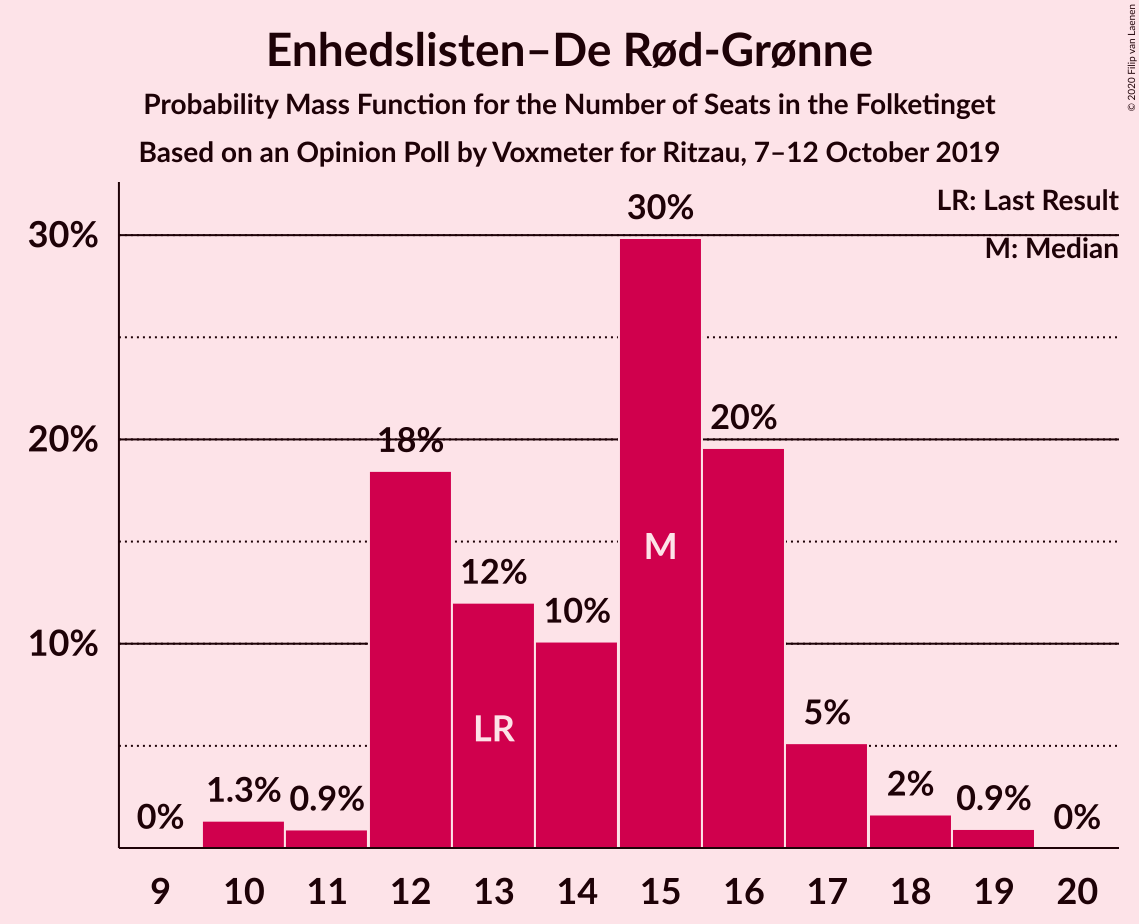 Enhedslisten–De Rød-Grønne
Probability Mass Function for the Number of Seats in the Folketinget
Based on an Opinion Poll by Voxmeter for Ritzau, 7–12 October 2019
© 2020 Filip van Laenen
LR: Last Result
M: Median
30%
20%
10%
0%
1.3%
0.9%
18%
12%
10%
30%
20%
5%
2%
0.9%
0%
LR
M
9 10 11 12 13 14 15 16 17 18 19 20